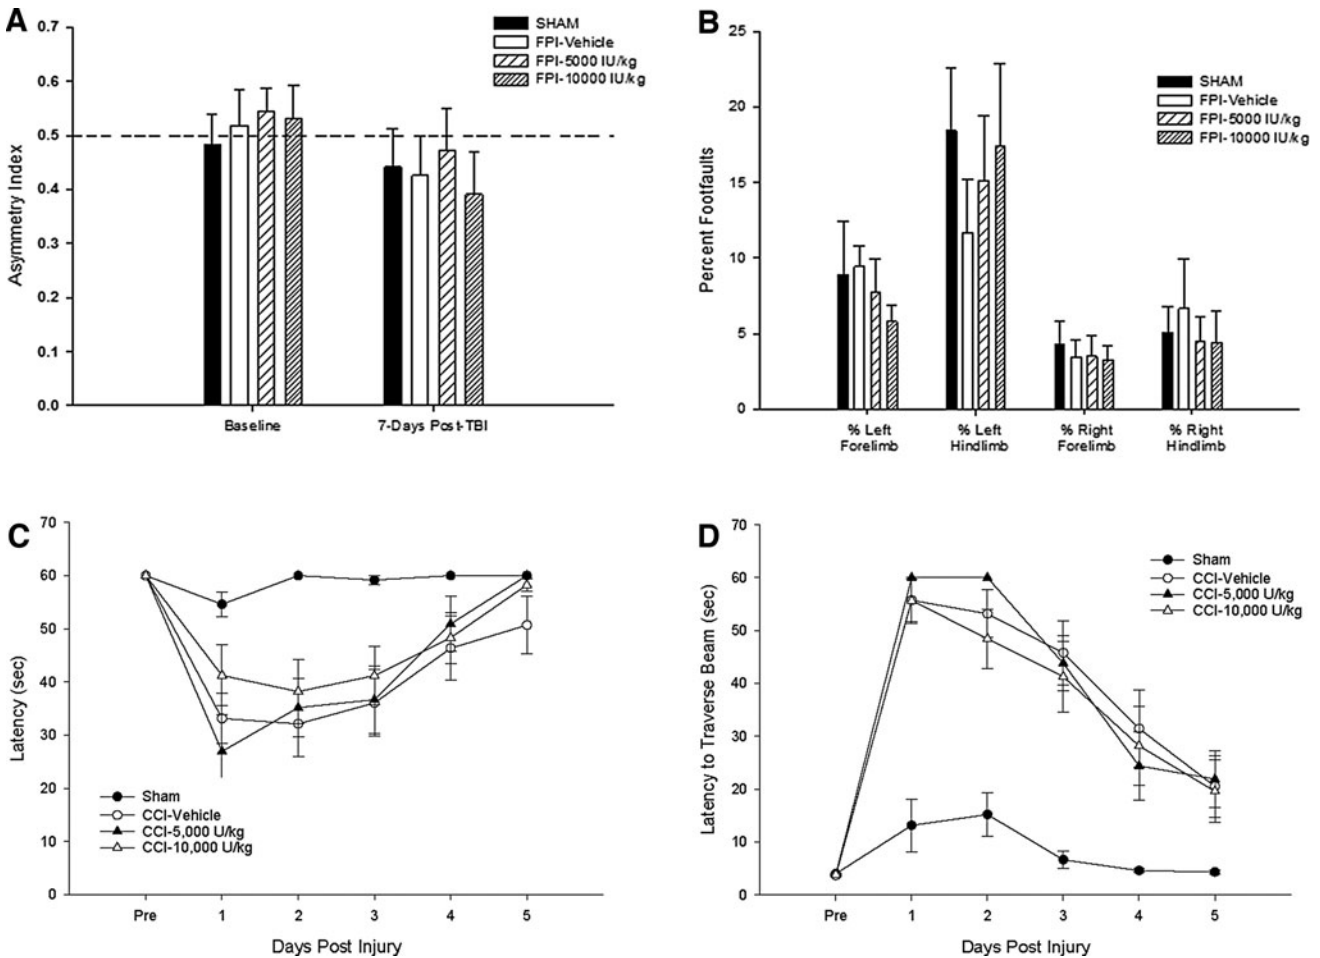 A
0.7
0.6
0.5
0.4
0.3
0.2
0.1
0.0
Asymmetry Index
SHAM
FPI-Vehicle
FPI-5000 IU/kg
FPI-10000 IU/kg
Baseline
7-Days Post-TBI
B
25
20
15
10
5
0
Percent Footfaults
SHAM
FPI-Vehicle
FPI-5000 IU/kg
FPI-10000 IU/kg
% Left
Forelimb
% Left
Hindlimb
% Right
Forelimb
% Right
Hindlimb
C
70
60
50
40
30
20
10
0
Latency (sec)
Sham
CCI-Vehicle
CCI-5,000 U/kg
CCI-10,000 U/kg
Pre 1 2 3 4 5
Days Post Injury
D
70
60
50
40
30
20
10
0
Latency to Traverse Beam (sec)
Sham
CCI-Vehicle
CCI-5,000 U/kg
CCI-10,000 U/kg
Pre 1 2 3 4 5
Days Post Injury